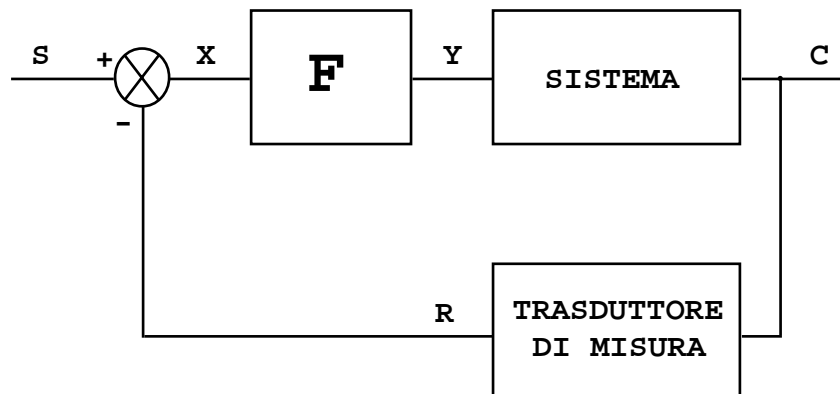 S
+
X
F
Y
SISTEMA
C
-
R
TRASDUTTORE
DI MISURA